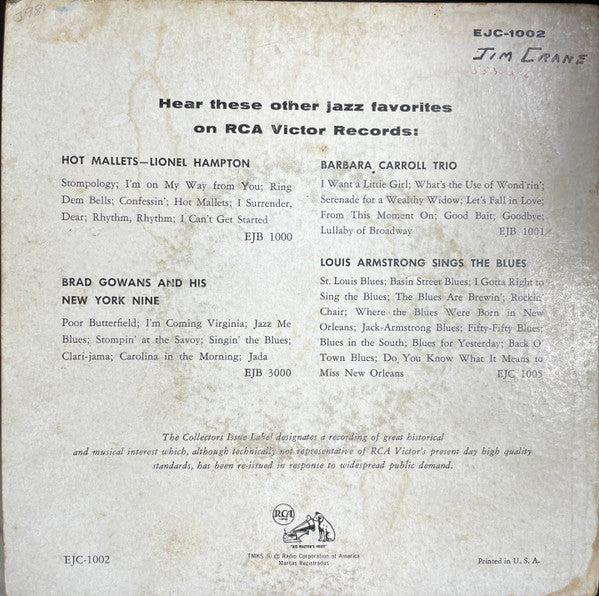 J981
EJC-1002
JIM CRANE
Hear these other jazz favorites
on RCA Victor Records:
HOT MALLETS—LIONEL HAMPTON
Stompology; I'm on My Way from You; Ring
Dem Bells; Confessin'; Hot Mallets; I Surrender,
Dear; Rhythm, Rhythm; I Can't Get Started
EJB 1000
BRAD GOWANS AND HIS
NEW YORK NINE
Poor Butterfield; I'm Coming Virginia; Jazz Me
Blues; Stompin' at the Savoy; Singin' the Blues;
Clari-jama; Carolina in the Morning; Jada
EJB 3000
BARBARA CARROLL TRIO
I Want a Little Girl; What's the Use of Wond'rin';
Serenade for a Wealthy Widow; Let's Fall in Love;
From This Moment On; Good Bait; Goodbye;
Lullaby of Broadway EJB 1001
LOUIS ARMSTRONG SINGS THE BLUES
St. Louis Blues; Basin Street Blues; I Gotta Right to
Sing the Blues; The Blues Are Brewin'; Rockin'
Chair; Where the Blues Were Born in New
Orleans; Jack-Armstrong Blues; Fifty-Fifty Blues;
Blues in the South; Blues for Yesterday; Back O'
Town Blues; Do You Know What It Means to
Miss New Orleans EJC 1005
The Collectors Issue Label designates a recording of great historical
and musical interest which, although technically not representative of RCA Victor's present day high quality
standards, has been re-issued in response to widespread public demand.
RCA
"HIS MASTER'S VOICE"
TMKS ® © Radio Corporation of America
Marcas Registradas
EJC-1002
Printed in U. S. A.